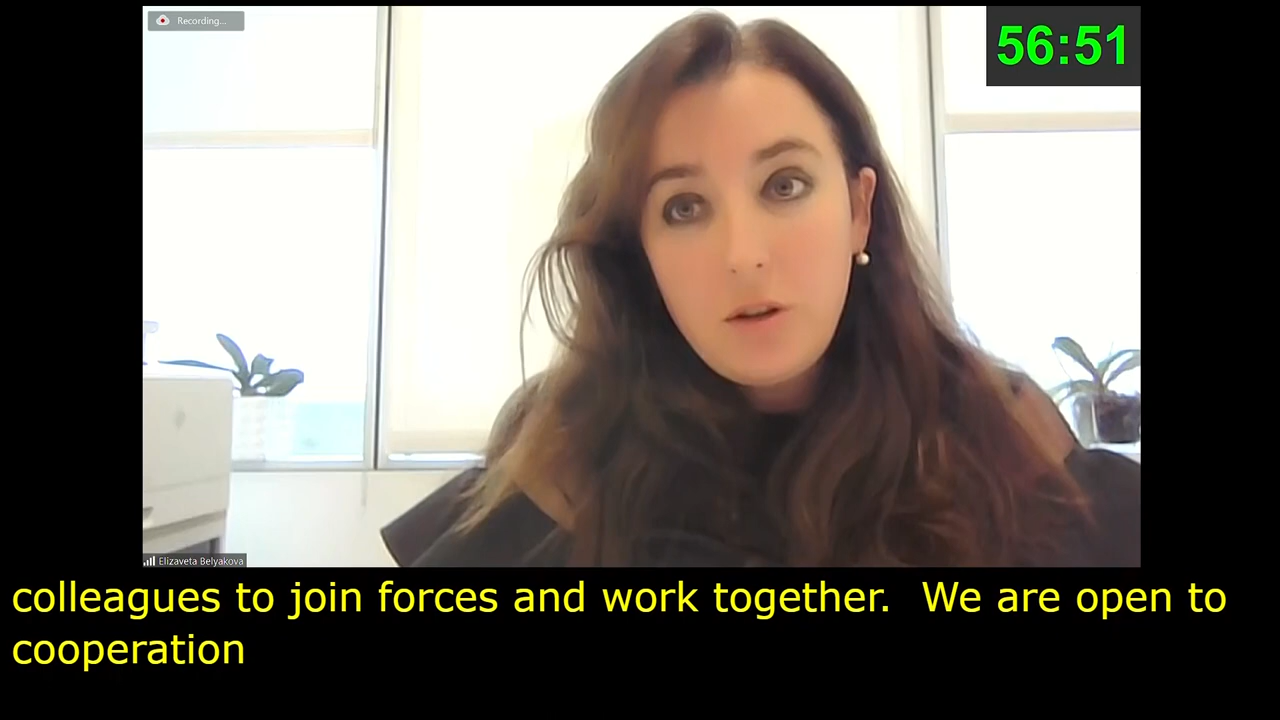 Recording...
56:51
Elizaveta Belyakova
colleagues to join forces and work together.  We are open to
cooperation